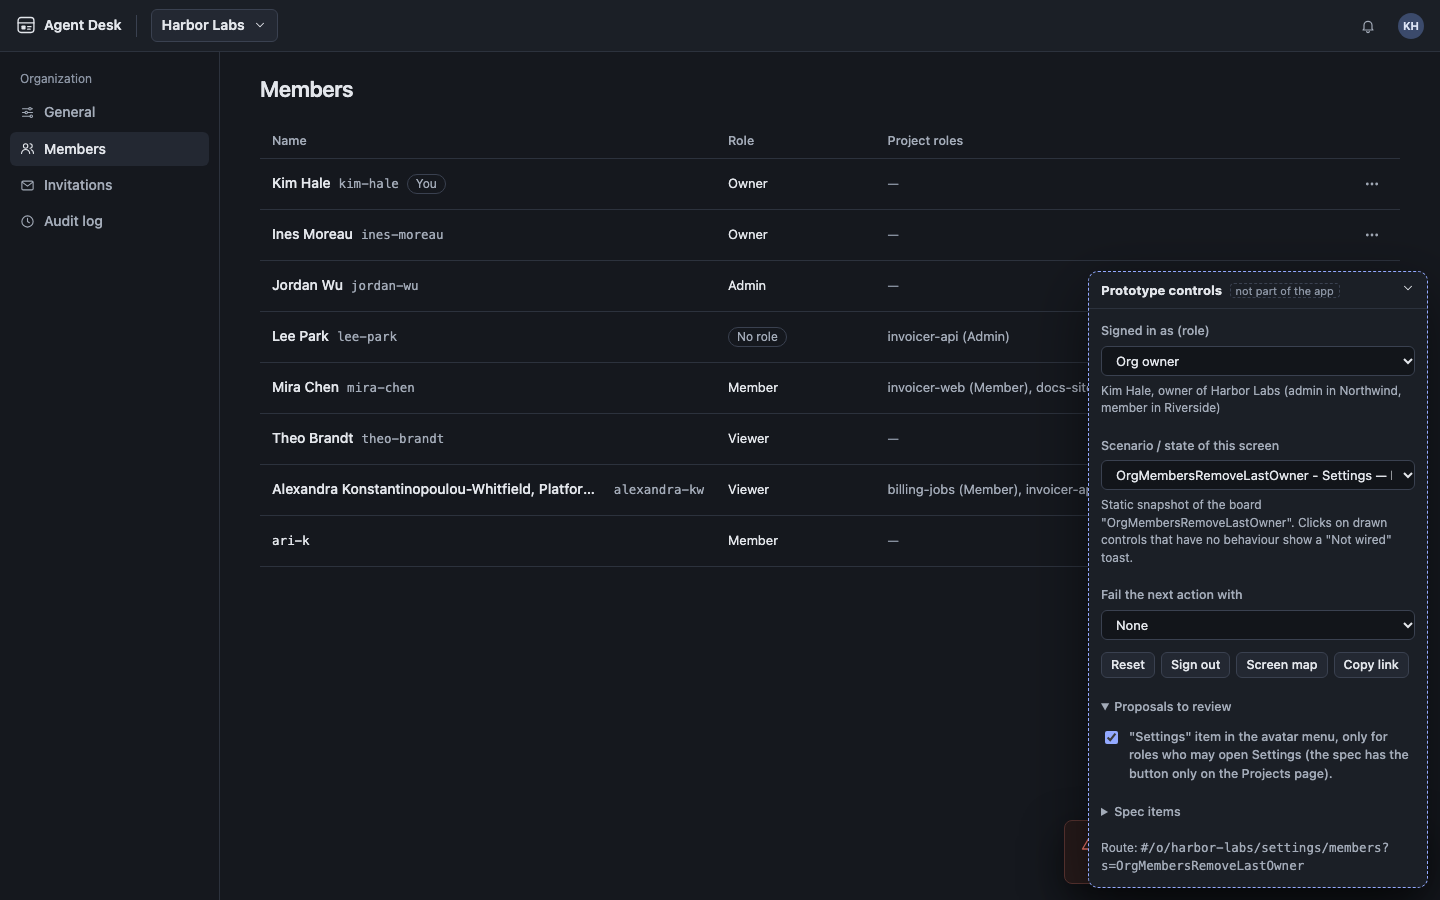 Agent Desk
Harbor Labs
KH
Organization
General
Members
Invitations
Audit log
Members
Name Role Project roles
Kim Hale kim-hale You Owner —
Ines Moreau ines-moreau Owner —
Jordan Wu jordan-wu Admin —
Lee Park lee-park No role invoicer-api (Admin)
Mira Chen mira-chen Member invoicer-web (Member), docs-site
Theo Brandt theo-brandt Viewer —
Alexandra Konstantinopoulou-Whitfield, Platfor... alexandra-kw Viewer billing-jobs (Member), invoicer-ap
ari-k Member —
Prototype controls not part of the app
Signed in as (role)
Org owner
Kim Hale, owner of Harbor Labs (admin in Northwind,
member in Riverside)
Scenario / state of this screen
OrgMembersRemoveLastOwner - Settings —
Static snapshot of the board
"OrgMembersRemoveLastOwner". Clicks on drawn
controls that have no behaviour show a "Not wired"
toast.
Fail the next action with
None
Reset Sign out Screen map Copy link
Proposals to review
"Settings" item in the avatar menu, only for
roles who may open Settings (the spec has the
button only on the Projects page).
Spec items
Route: #/o/harbor-labs/settings/members?
s=OrgMembersRemoveLastOwner